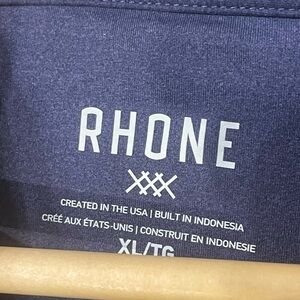 RHONE
CREATED IN THE USA | BUILT IN INDONESIA
CRÉÉ AUX ÉTATS-UNIS | CONSTRUIT EN INDONESIE
XL/TG